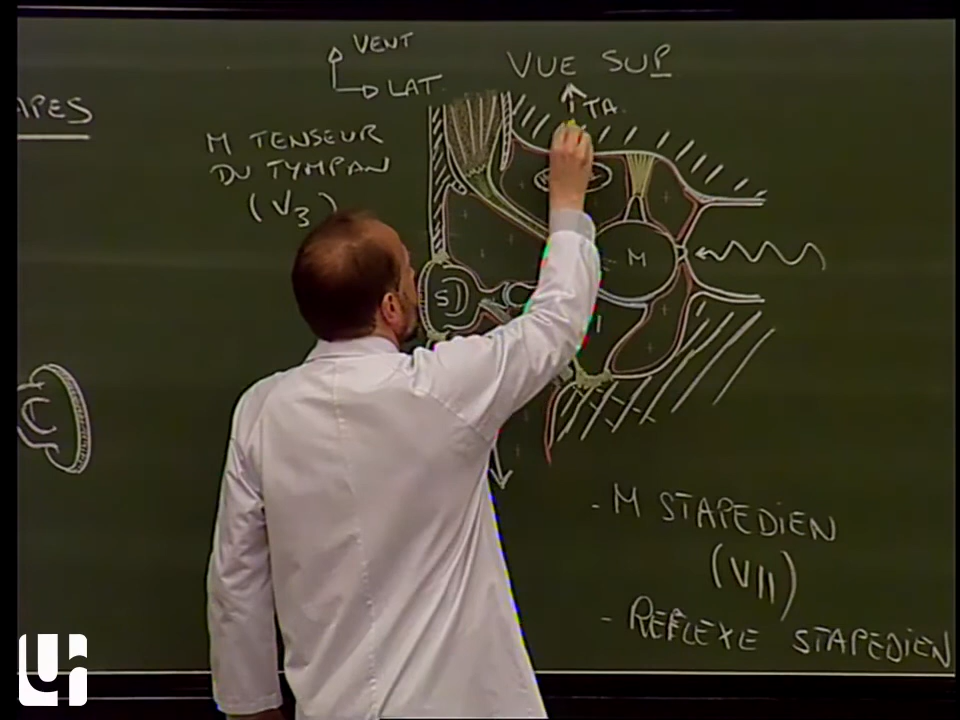 VENT
LAT
VUE SUP
TA
APES
M TENSEUR
DU TYMPAN
(V3)
M
S
- M STAPEDIEN
(VII)
- REFLEXE STAPEDIEN